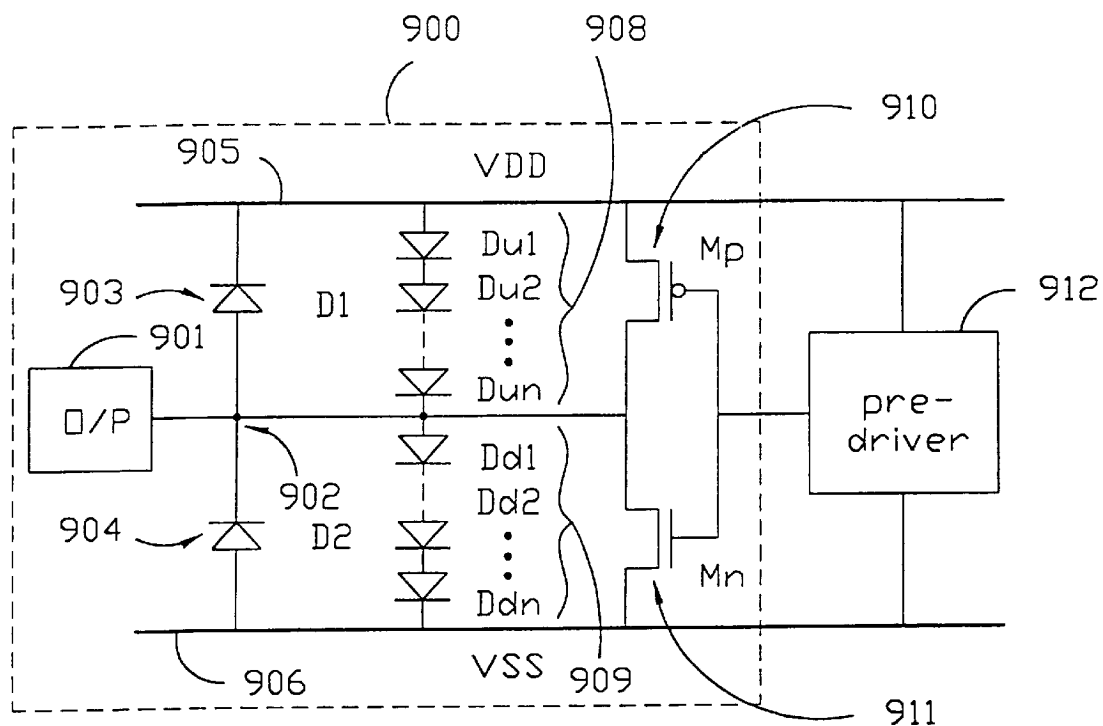 900
908
910
905
VDD
Du1
Mp
Du2
903
D1
912
901
Dun
O/P
pre-
driver
Dd1
902
Dd2
904
D2
Ddn
Mn
VSS
906
909
911